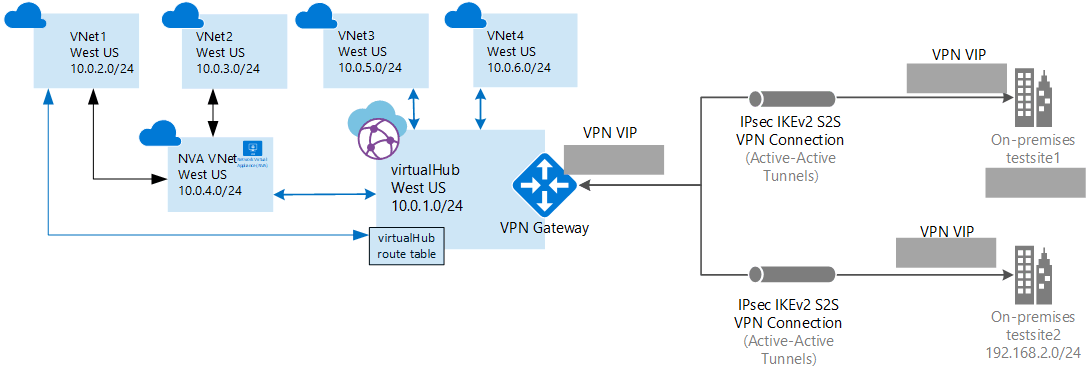 VNet1
West US
10.0.2.0/24
VNet2
West US
10.0.3.0/24
VNet3
West US
10.0.5.0/24
VNet4
West US
10.0.6.0/24
NVA VNet
West US
10.0.4.0/24
Network Virtual
Appliance (NVA)
virtualHub
West US
10.0.1.0/24
virtualHub
route table
VPN VIP
VPN Gateway
IPsec IKEv2 S2S
VPN Connection
(Active-Active
Tunnels)
VPN VIP
On-premises
testsite1
IPsec IKEv2 S2S
VPN Connection
(Active-Active
Tunnels)
VPN VIP
On-premises
testsite2
192.168.2.0/24